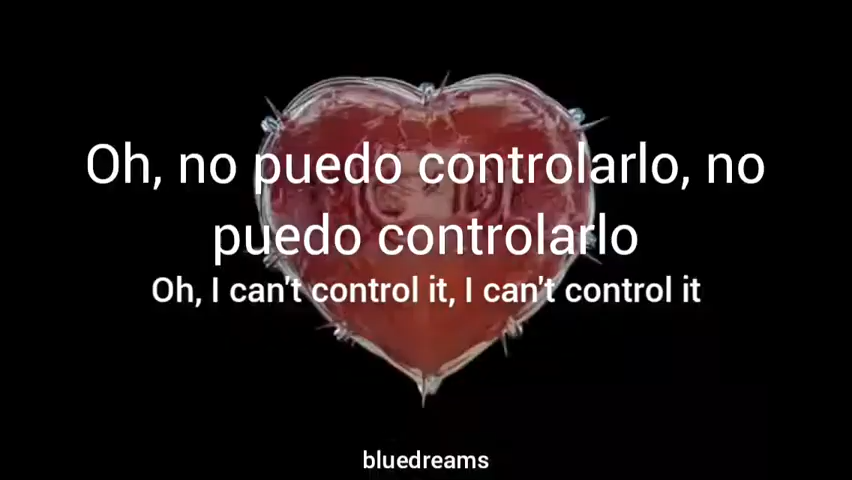 Oh, no puedo controlarlo, no
puedo controlarlo
Oh, I can't control it, I can't control it
bluedreams